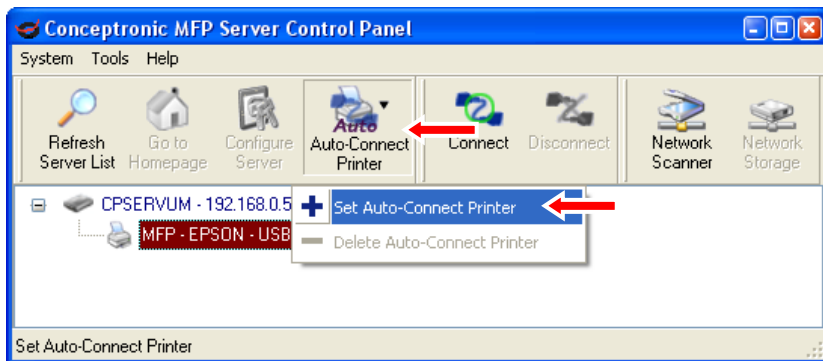 Conceptronic MFP Server Control Panel
System Tools Help
Auto
Refresh Server List
Go to Homepage
Configure Server
Auto-Connect Printer
Connect
Disconnect
Network Scanner
Network Storage
CPSERVUM - 192.168.0.5
Set Auto-Connect Printer
MFP - EPSON - USB
Delete Auto-Connect Printer
Set Auto-Connect Printer